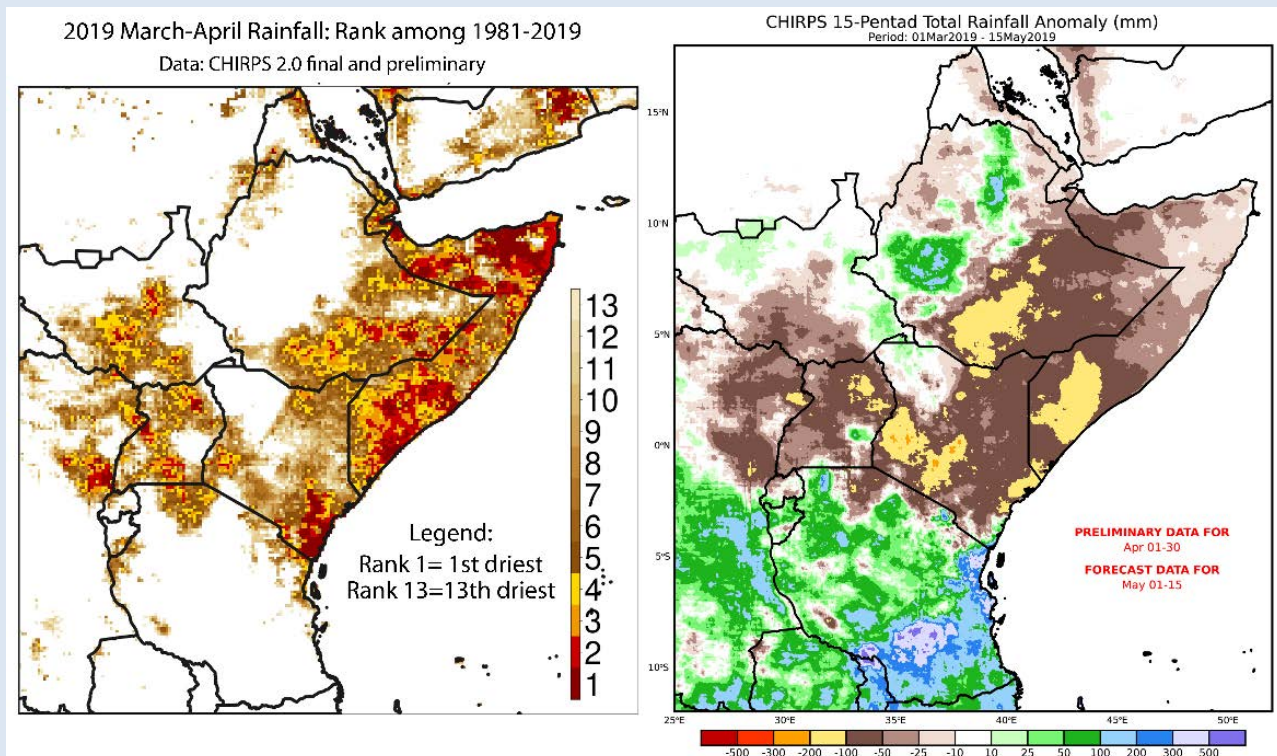 2019 March-April Rainfall: Rank among 1981-2019
Data: CHIRPS 2.0 final and preliminary
13
12
11
10
9
8
7
6
5
4
3
2
1
Legend:
Rank 1= 1st driest
Rank 13=13th driest
CHIRPS 15-Pentad Total Rainfall Anomaly (mm)
Period: 01Mar2019 - 15May2019
15°N
10°N
5°N
0°N
5°S
10°S
PRELIMINARY DATA FOR
Apr 01-30
FORECAST DATA FOR
May 01-15
25°E 30°E 35°E 40°E 45°E 50°E
-500 -300 -200 -100 -50 -25 -10 10 25 50 100 200 300 500